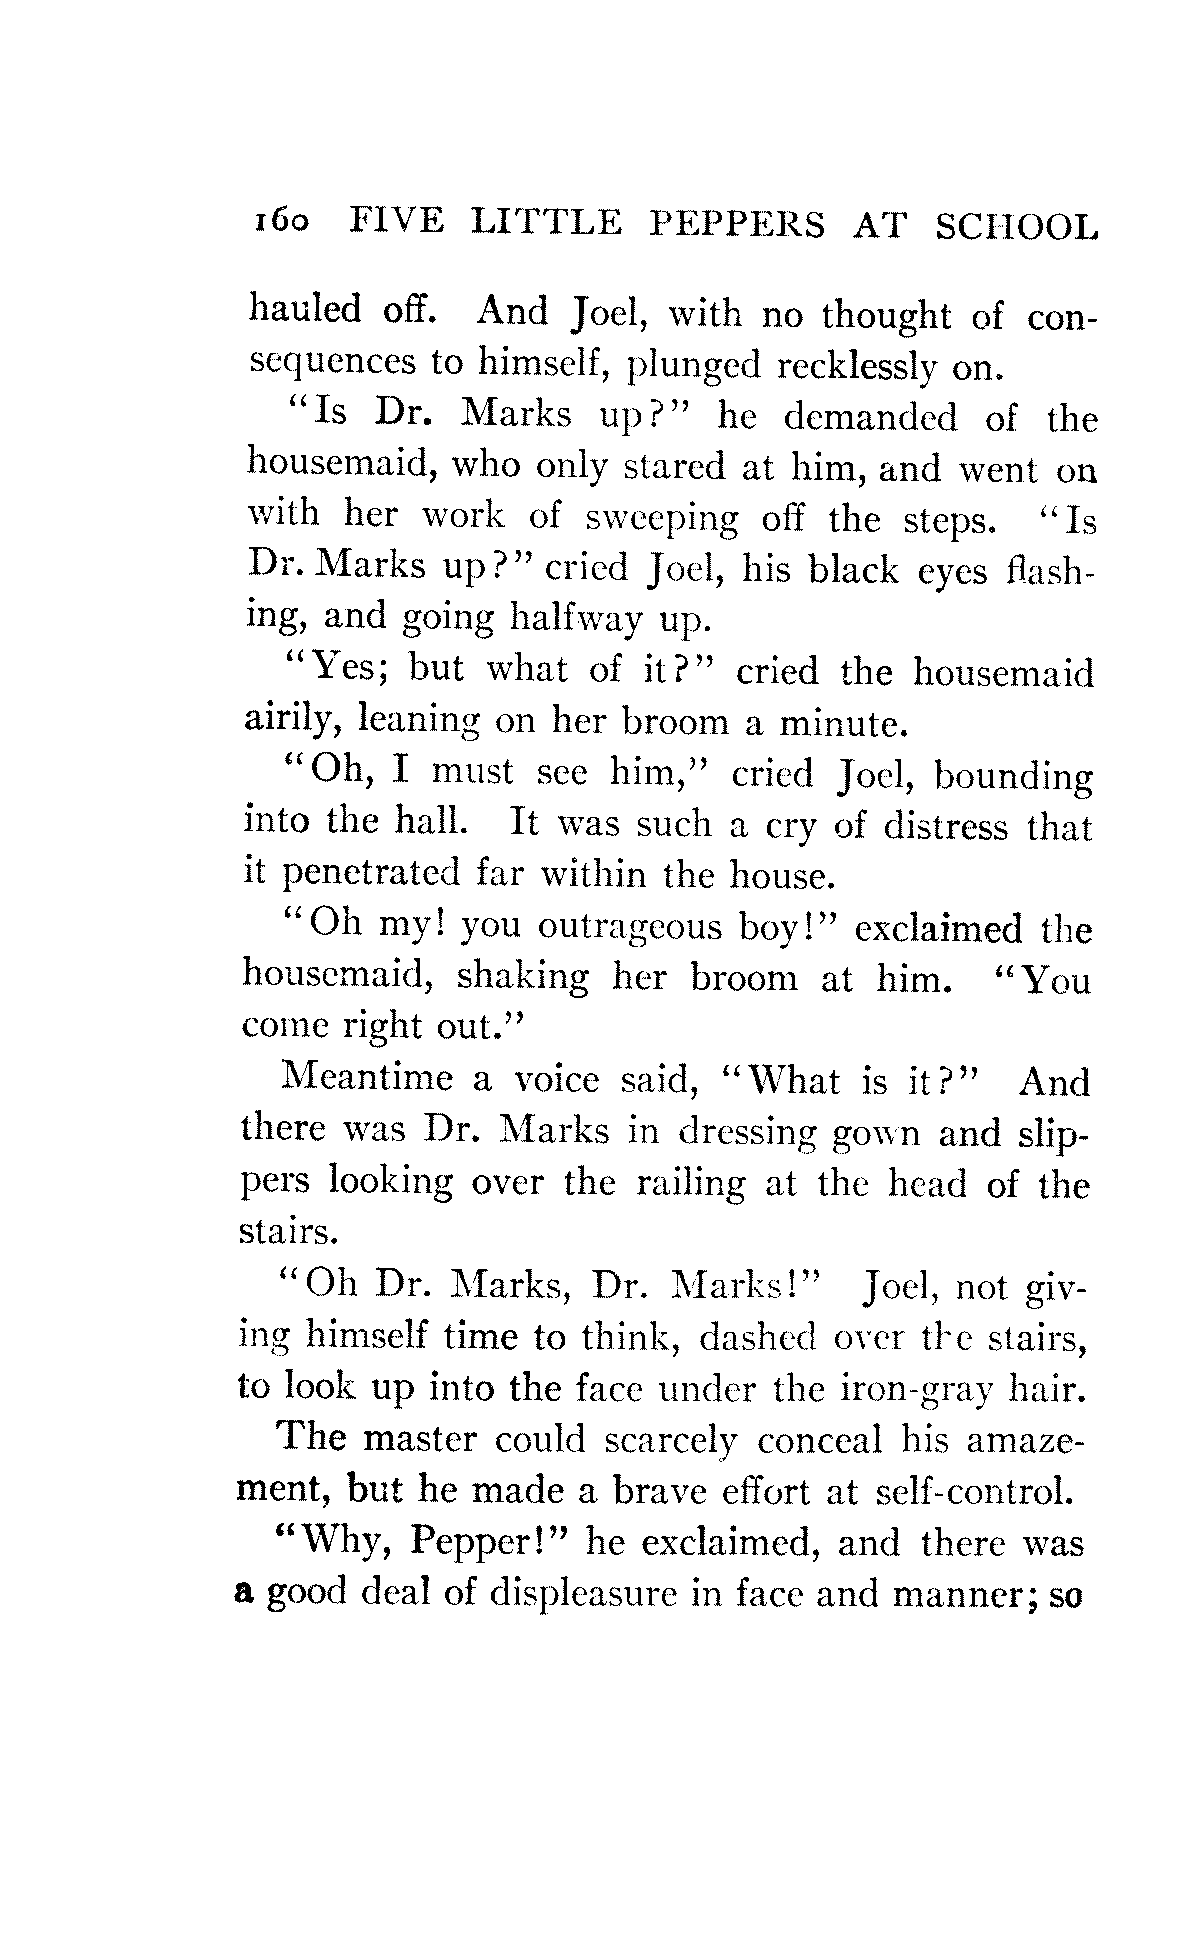 160 FIVE LITTLE PEPPERS AT SCHOOL
hauled off. And Joel, with no thought of con-
sequences to himself, plunged recklessly on.
"Is Dr. Marks up?" he demanded of the
housemaid, who only stared at him, and went on
with her work of sweeping off the steps. "Is
Dr. Marks up?" cried Joel, his black eyes flash-
ing, and going halfway up.
"Yes; but what of it?" cried the housemaid
airily, leaning on her broom a minute.
"Oh, I must see him," cried Joel, bounding
into the hall. It was such a cry of distress that
it penetrated far within the house.
"Oh my! you outrageous boy!" exclaimed the
housemaid, shaking her broom at him. "You
come right out."
Meantime a voice said, "What is it?" And
there was Dr. Marks in dressing gown and slip-
pers looking over the railing at the head of the
stairs.
"Oh Dr. Marks, Dr. Marks!" Joel, not giv-
ing himself time to think, dashed over the stairs,
to look up into the face under the iron-gray hair.
The master could scarcely conceal his amaze-
ment, but he made a brave effort at self-control.
"Why, Pepper!" he exclaimed, and there was
a good deal of displeasure in face and manner; so